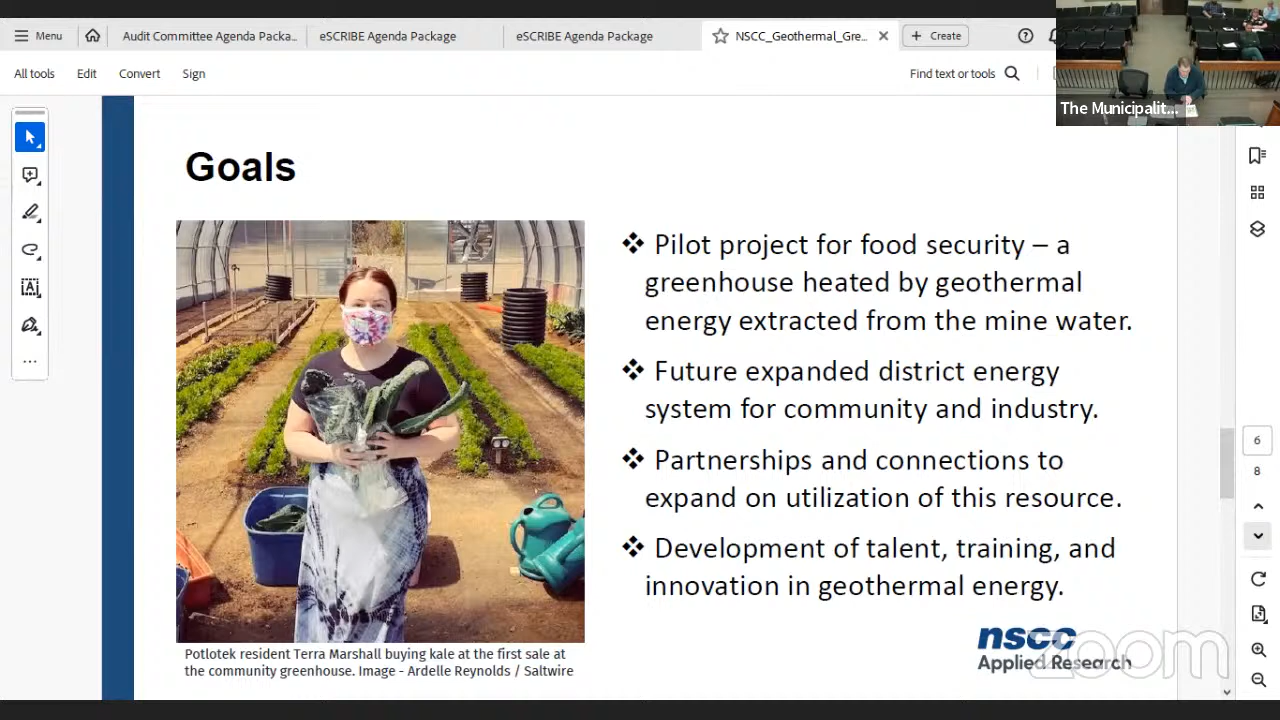 Menu
Audit Committee Agenda Packa...
eSCRIBE Agenda Package
eSCRIBE Agenda Package
NSCC_Geothermal_Gre...
Create
All tools
Edit
Convert
Sign
Find text or tools
The Municipalit...
Goals
❖ Pilot project for food security – a
greenhouse heated by geothermal
energy extracted from the mine water.
❖ Future expanded district energy
system for community and industry.
❖ Partnerships and connections to
expand on utilization of this resource.
❖ Development of talent, training, and
innovation in geothermal energy.
Potlotek resident Terra Marshall buying kale at the first sale at
the community greenhouse. Image - Ardelle Reynolds / Saltwire
nscc
Applied Research
zoom
6
8